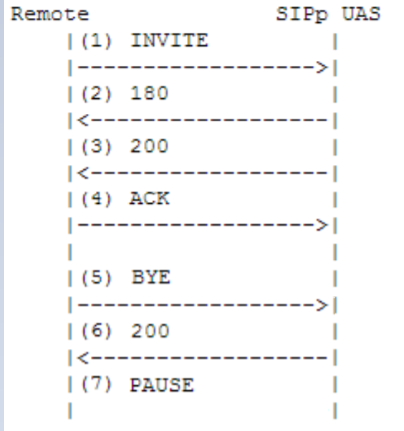 Remote                    SIPp UAS
    |(1) INVITE         |
    |------------------>|
    |(2) 180            |
    |<------------------|
    |(3) 200            |
    |<------------------|
    |(4) ACK            |
    |------------------>|
    |                   |
    |(5) BYE            |
    |------------------>|
    |(6) 200            |
    |<------------------|
    |(7) PAUSE          |
    |                   |